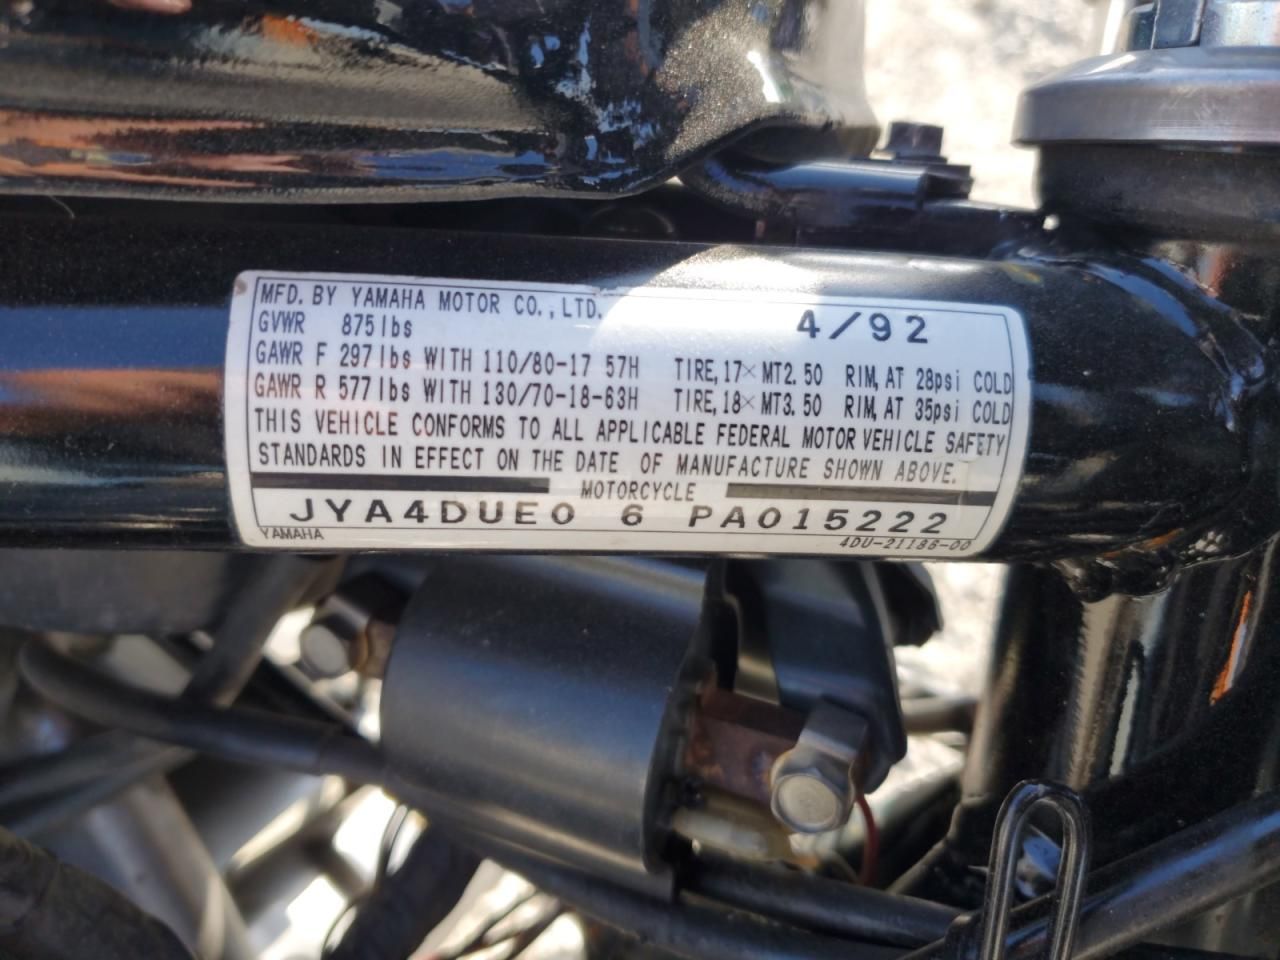 MFD. BY YAMAHA MOTOR CO., LTD. 4/92
GVWR 875 lbs
GAWR F 297 lbs WITH 110/80-17 57H TIRE, 17×MT2.50 RIM, AT 28psi COLD
GAWR R 577 lbs WITH 130/70-18-63H TIRE, 18×MT3.50 RIM, AT 35psi COLD
THIS VEHICLE CONFORMS TO ALL APPLICABLE FEDERAL MOTOR VEHICLE SAFETY
STANDARDS IN EFFECT ON THE DATE OF MANUFACTURE SHOWN ABOVE.
MOTORCYCLE
JYA4DUE0 6 PA015222
YAMAHA 4DU-21186-00